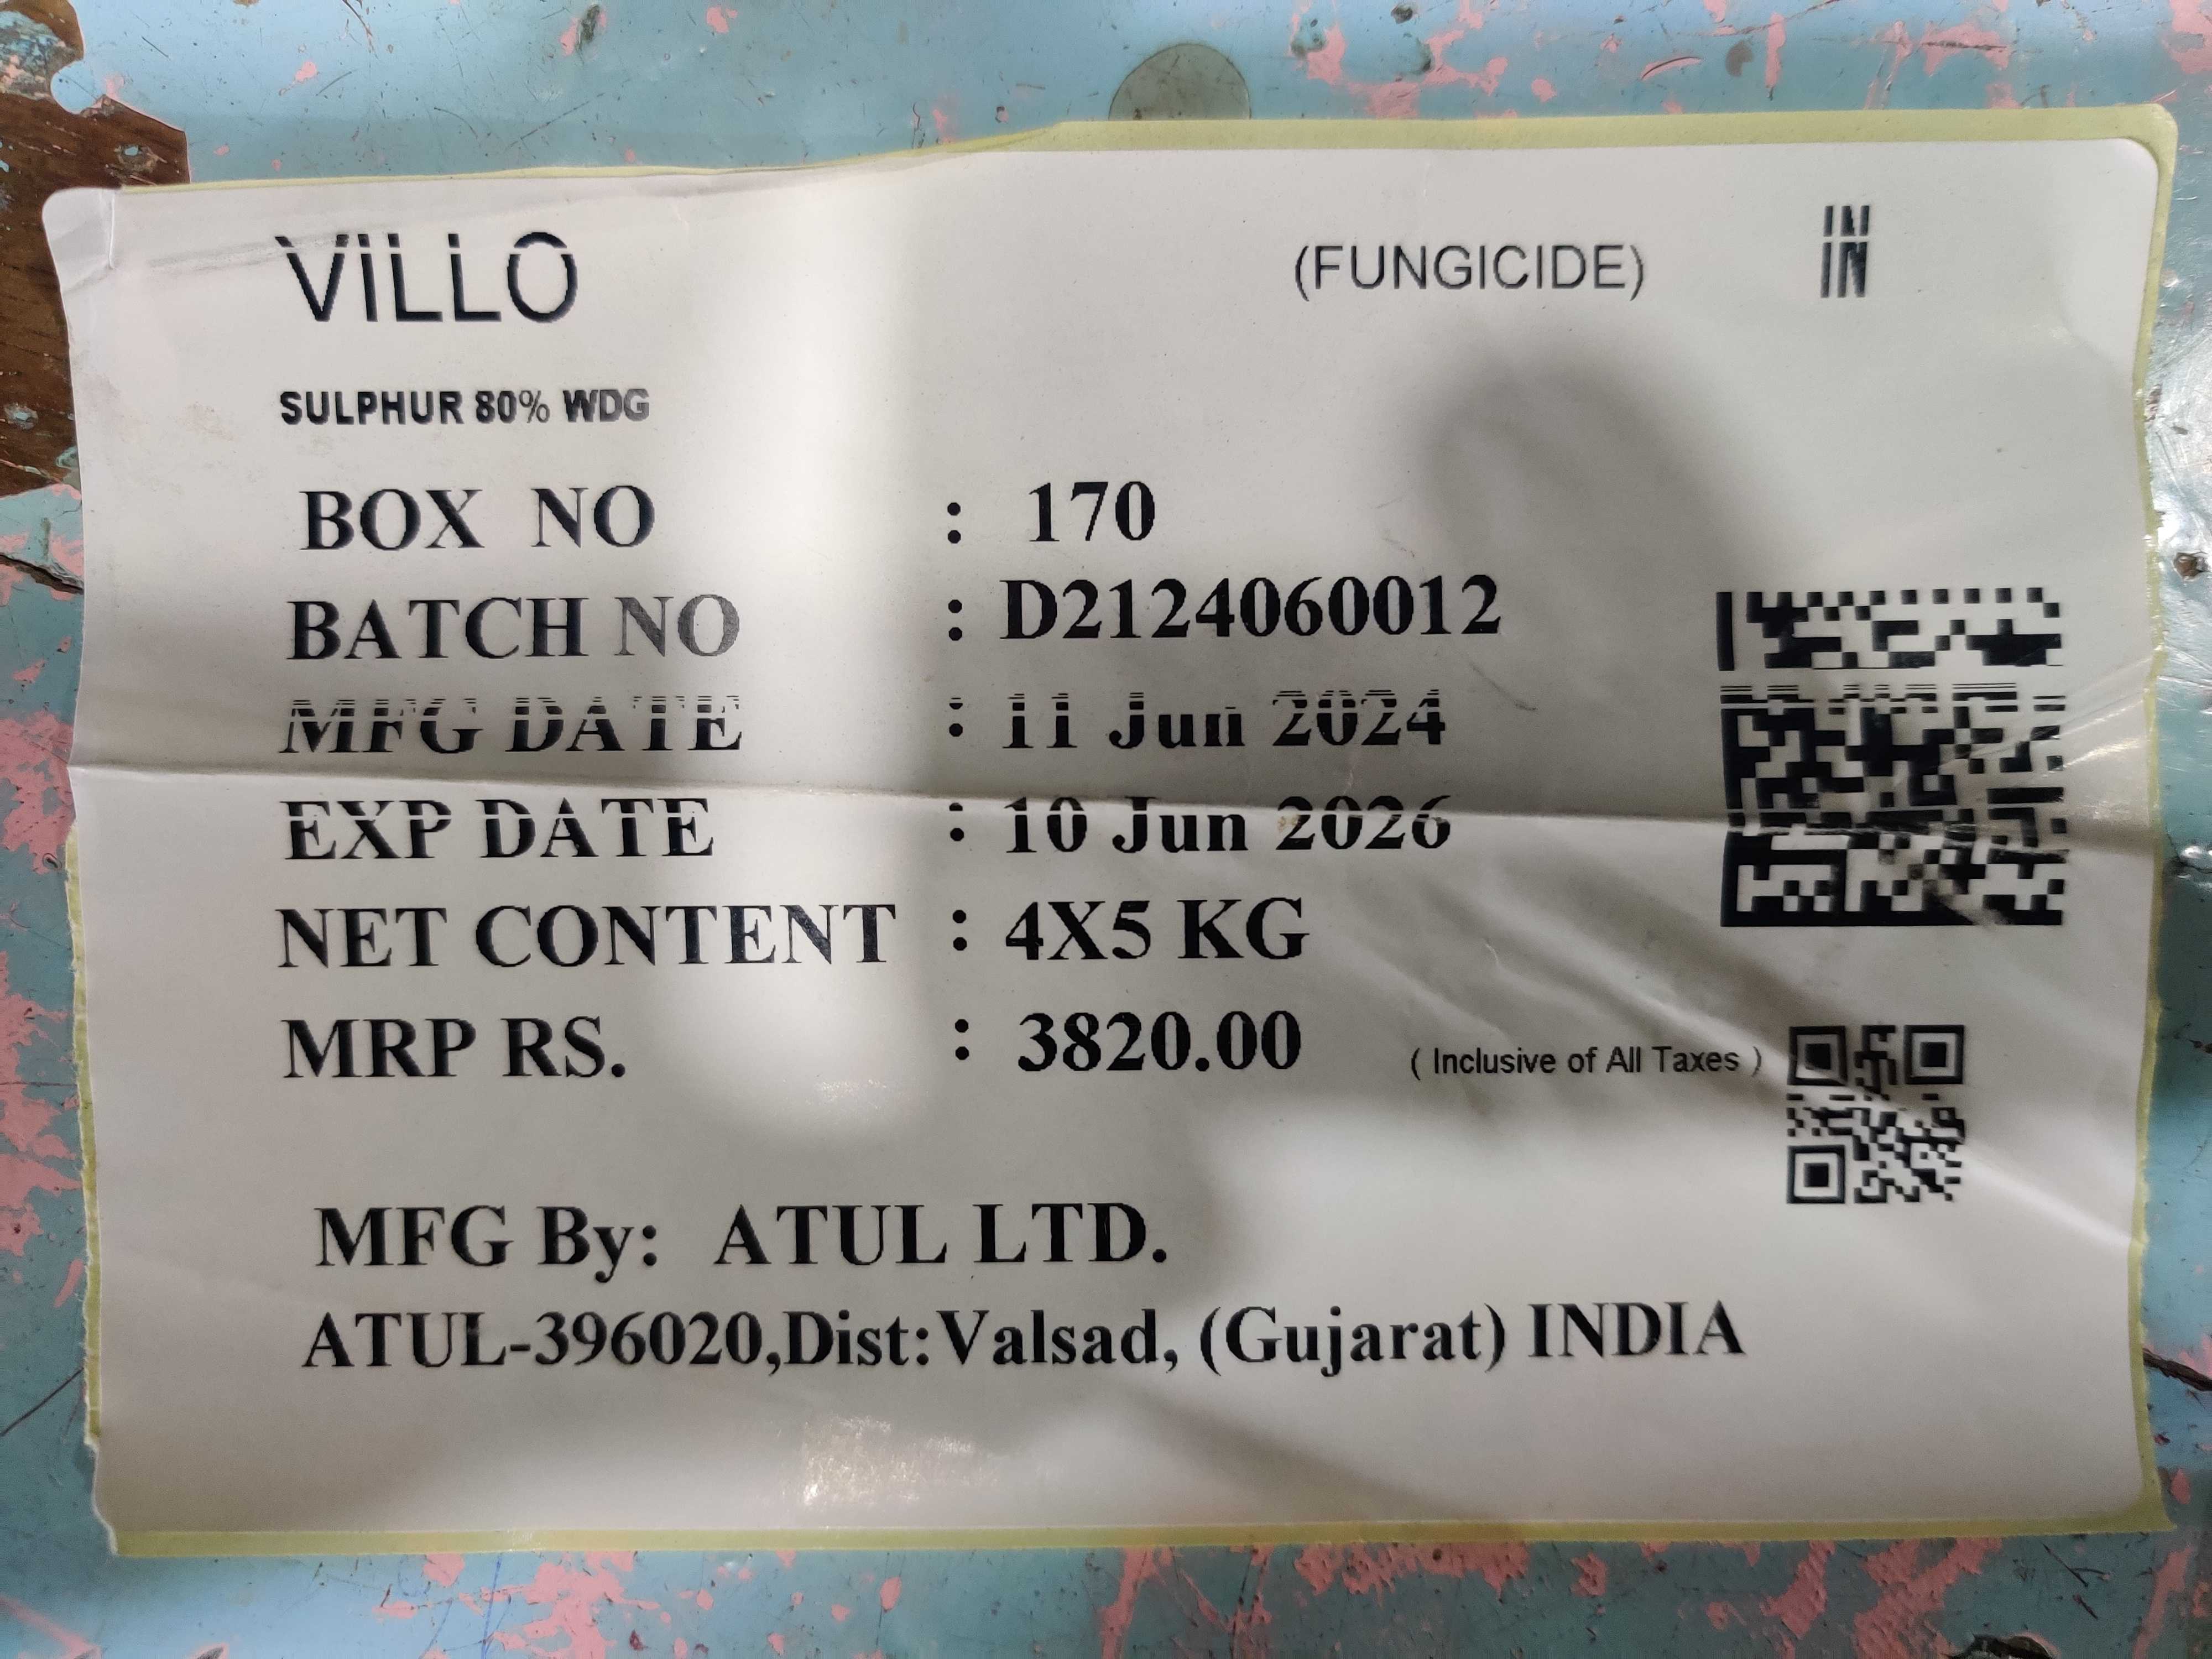 VILLO (FUNGICIDE) IN
SULPHUR 80% WDG
BOX NO : 170
BATCH NO : D2124060012
MFG DATE : 11 Jun 2024
EXP DATE : 10 Jun 2026
NET CONTENT : 4X5 KG
MRP RS. : 3820.00 ( Inclusive of All Taxes )
MFG By: ATUL LTD.
ATUL-396020,Dist:Valsad, (Gujarat) INDIA